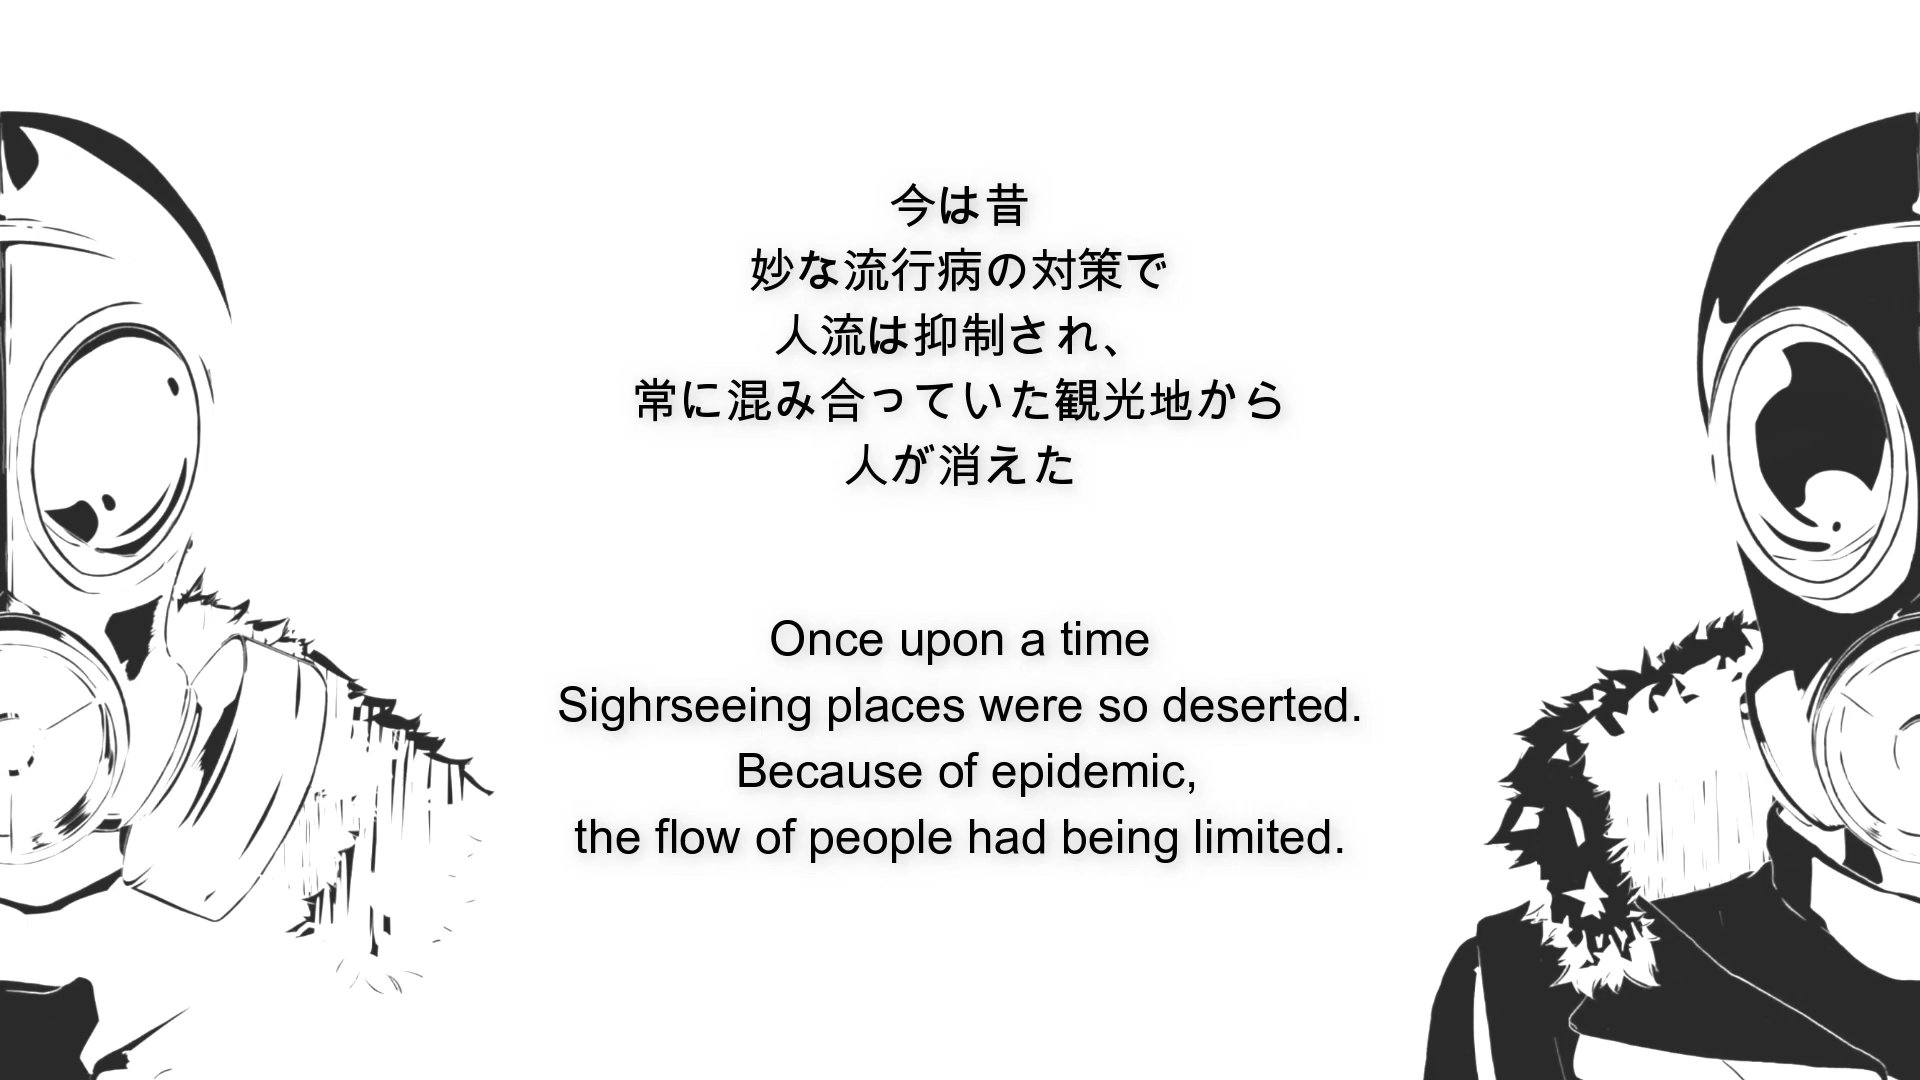 今は昔
妙な流行病の対策で
人流は抑制され、
常に混み合っていた観光地から
人が消えた
Once upon a time
Sighrseeing places were so deserted.
Because of epidemic,
the flow of people had being limited.